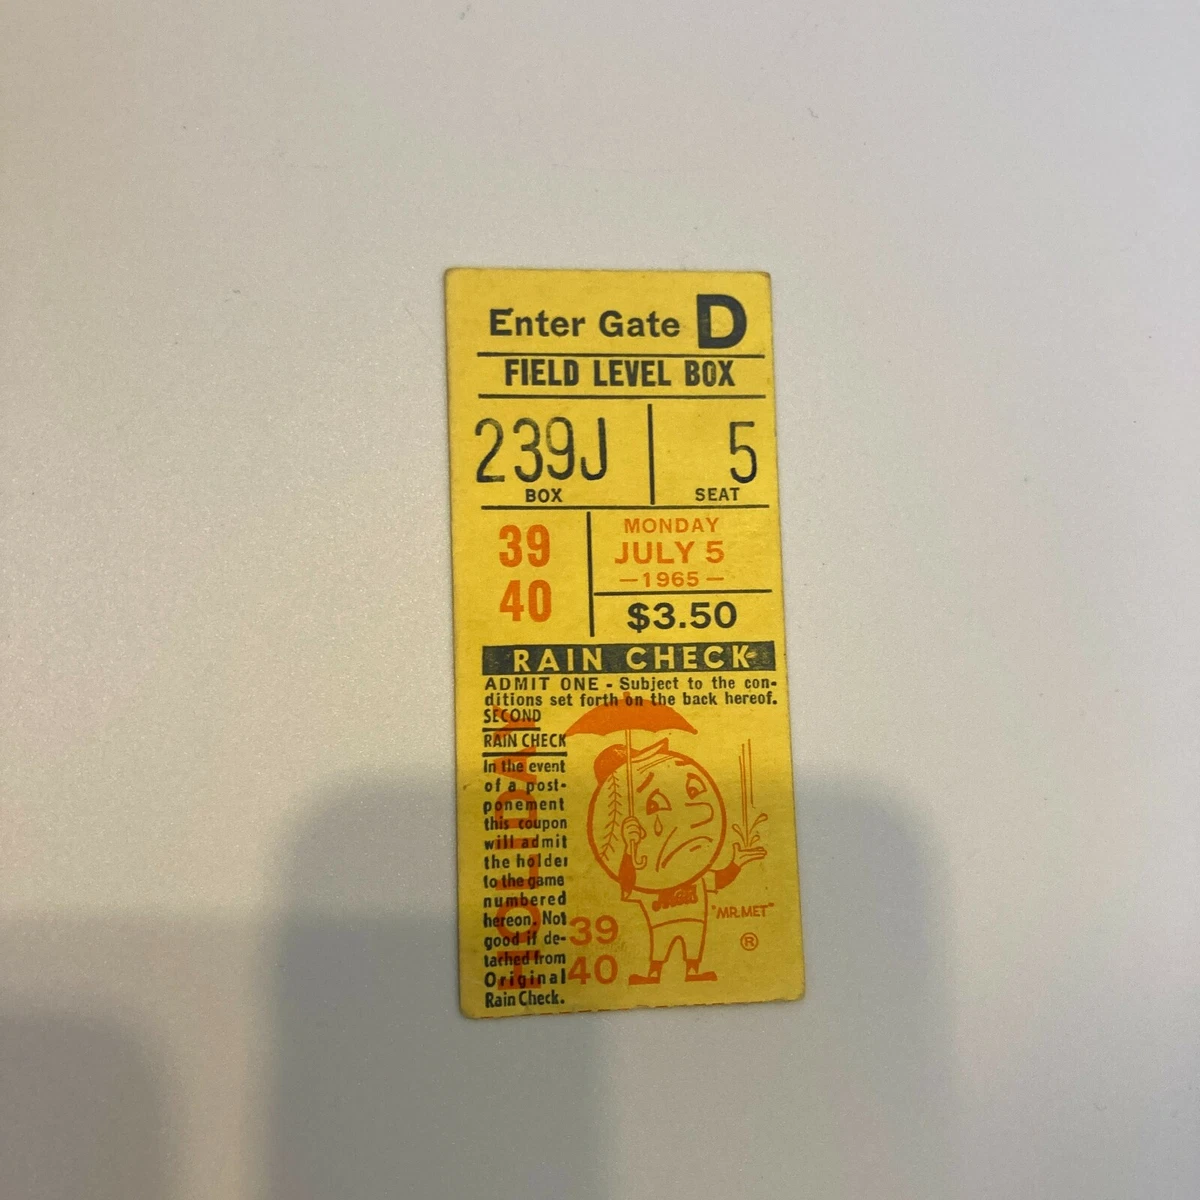 Enter Gate D
FIELD LEVEL BOX
239J 5
BOX SEAT
39
40
MONDAY
JULY 5
—1965—
$3.50
RAIN CHECK
ADMIT ONE - Subject to the con-
ditions set forth on the back hereof.
SECOND
RAIN CHECK
In the event
of a post-
ponement
this coupon
will admit
the holder
to the game
numbered
hereon. Not
good if de-
tached from
Original
Rain Check.
HOLIDAY
39
40
Mets
"MR. MET"
®